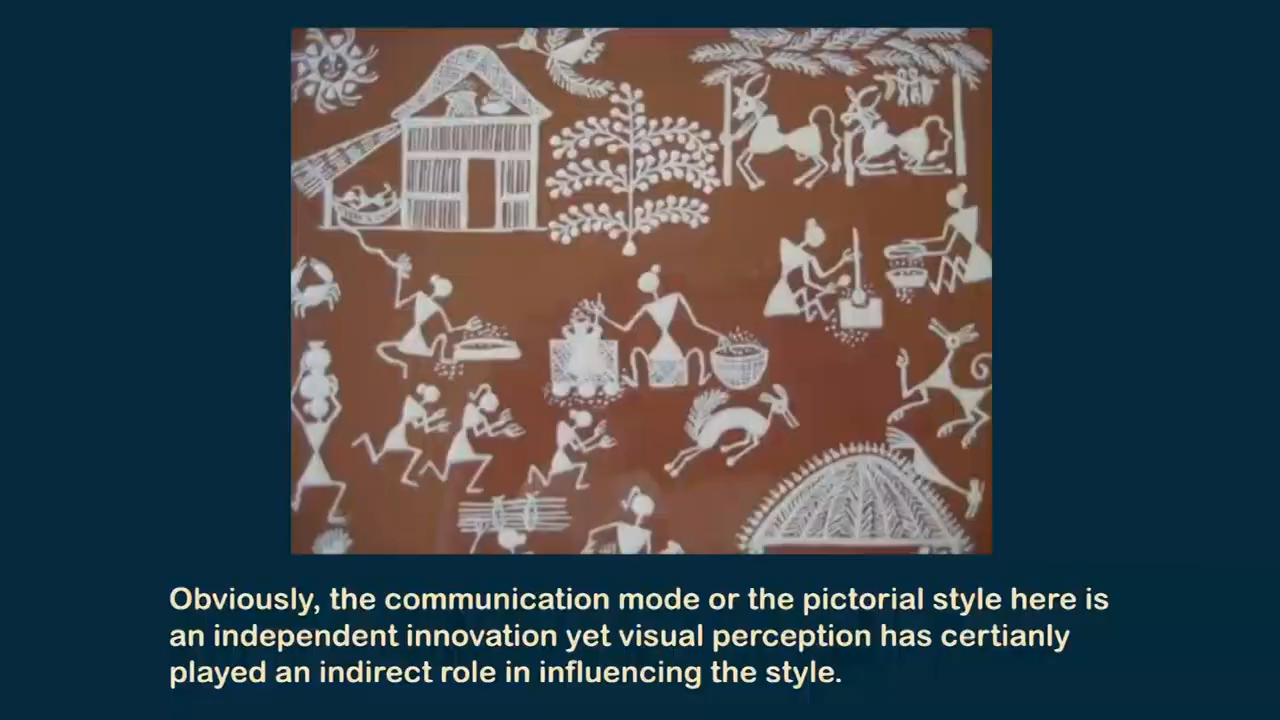 Obviously, the communication mode or the pictorial style here is
an independent innovation yet visual perception has certianly
played an indirect role in influencing the style.